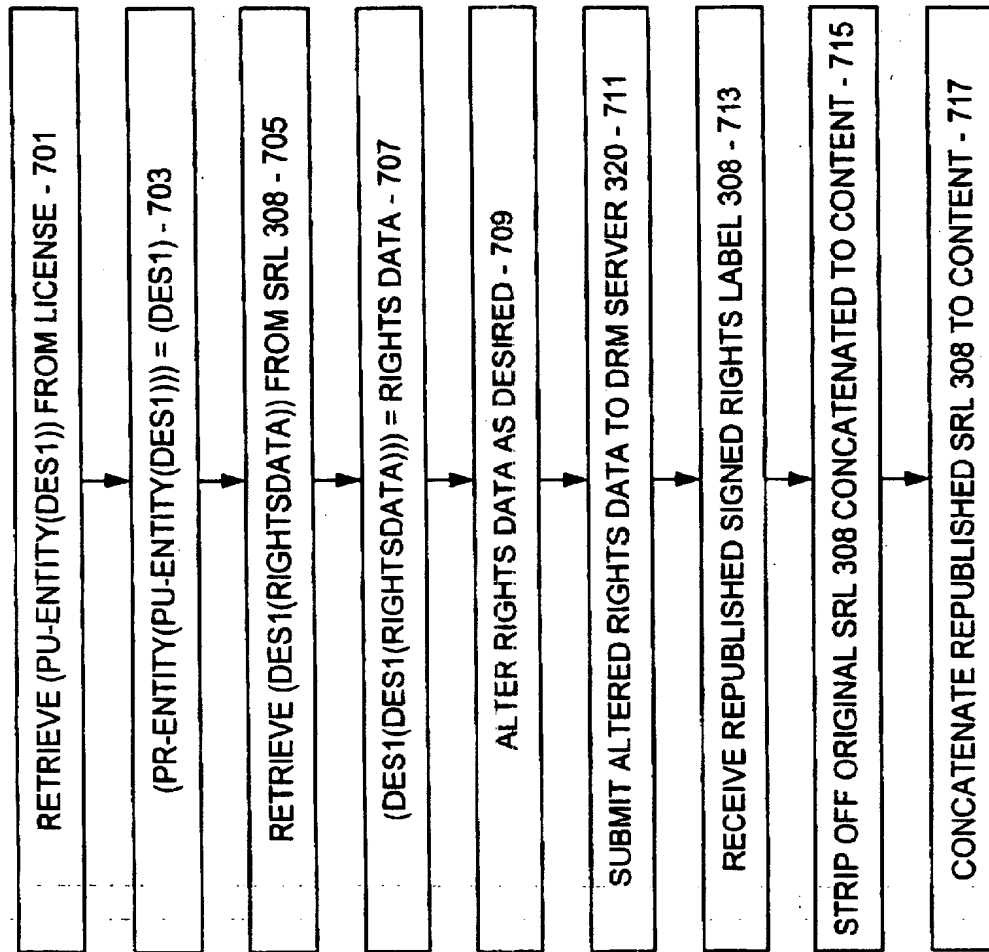 RETRIEVE (PU-ENTITY(DES1)) FROM LICENSE - 701
(PR-ENTITY(PU-ENTITY(DES1))) = (DES1) - 703
RETRIEVE (DES1(RIGHTSDATA)) FROM SRL 308 - 705
(DES1(DES1(RIGHTSDATA))) = RIGHTS DATA - 707
ALTER RIGHTS DATA AS DESIRED - 709
SUBMIT ALTERED RIGHTS DATA TO DRM SERVER 320 - 711
RECEIVE REPUBLISHED SIGNED RIGHTS LABEL 308 - 713
STRIP OFF ORIGINAL SRL 308 CONCATENATED TO CONTENT - 715
CONCATENATE REPUBLISHED SRL 308 TO CONTENT - 717